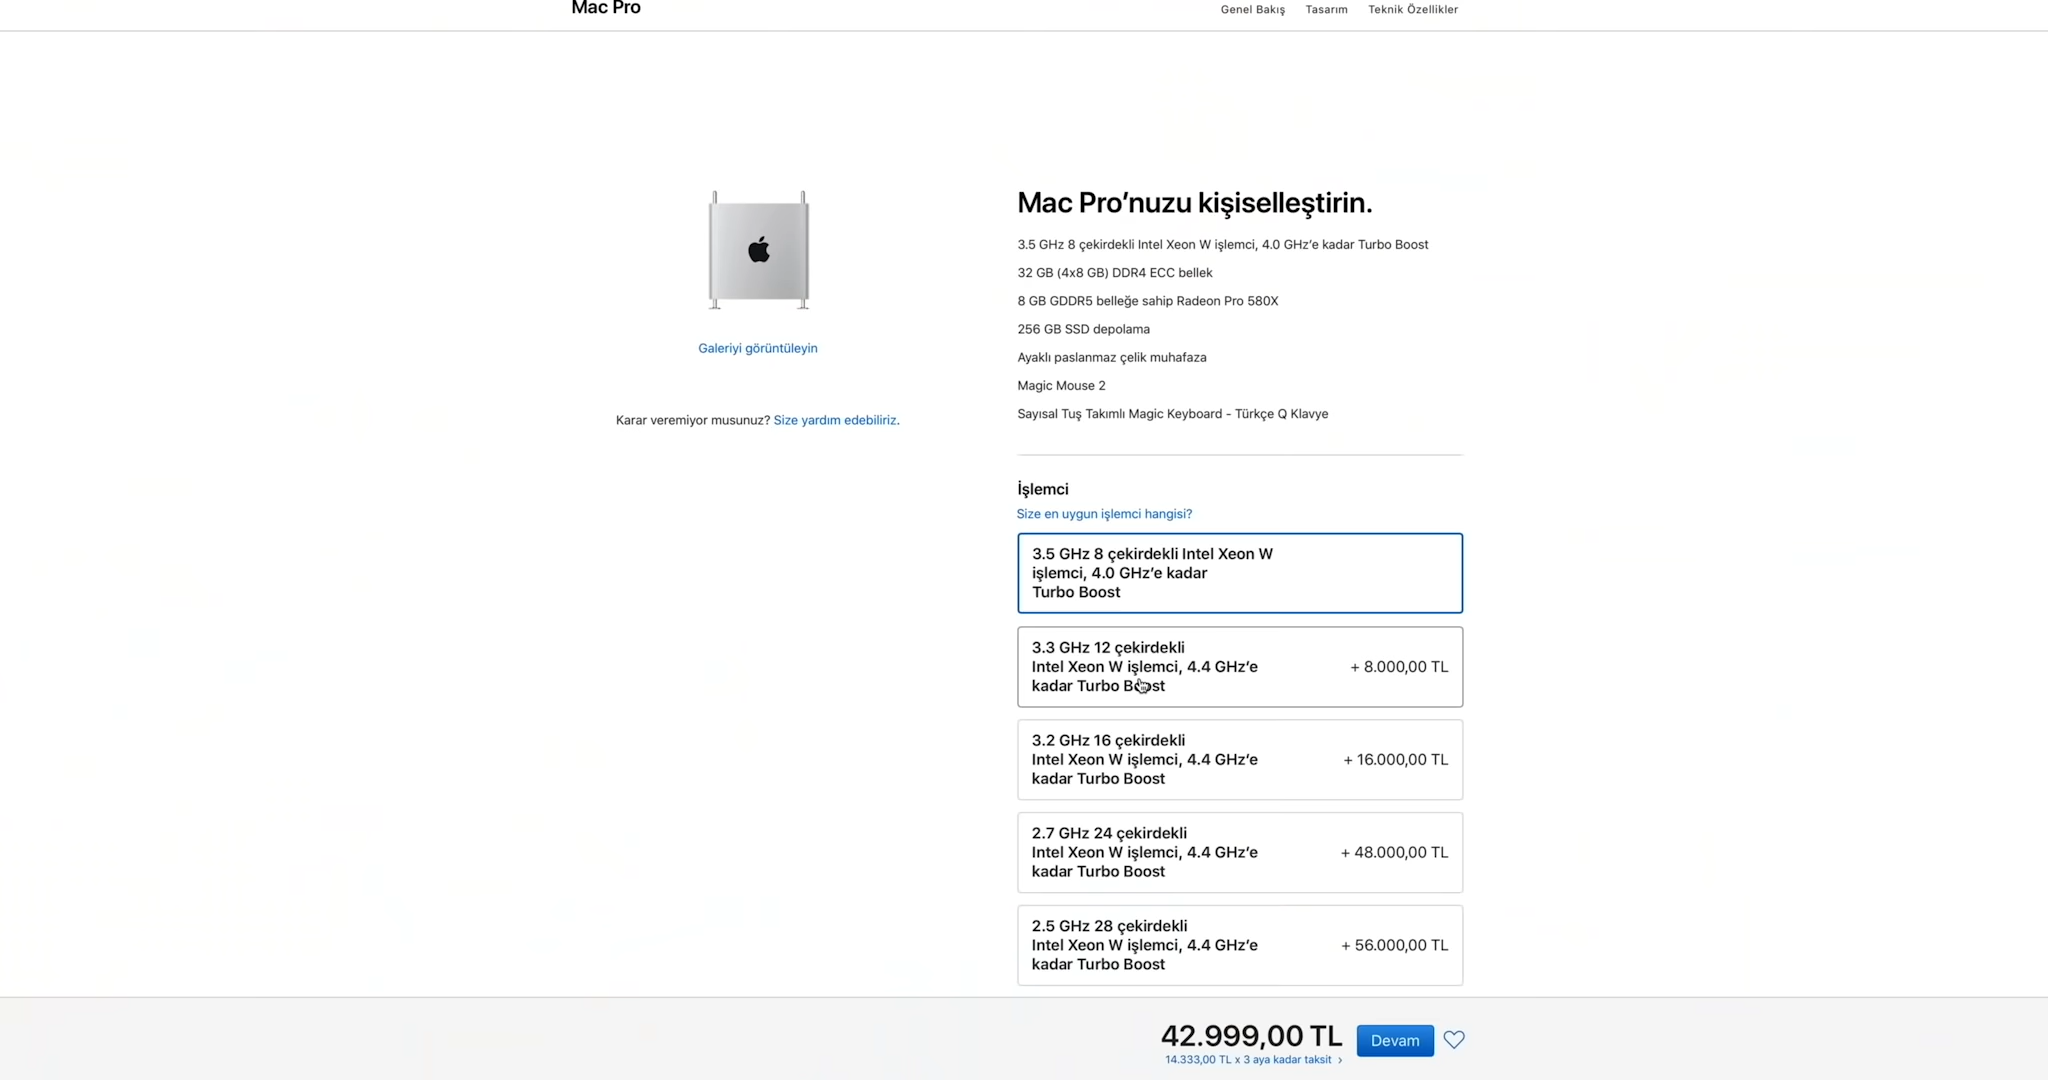 Mac Pro
Genel Bakış
Tasarım
Teknik Özellikler
Galeriyi görüntüleyin
Karar veremiyor musunuz? Size yardım edebiliriz.
Mac Pro’nuzu kişiselleştirin.
3.5 GHz 8 çekirdekli Intel Xeon W işlemci, 4.0 GHz’e kadar Turbo Boost
32 GB (4x8 GB) DDR4 ECC bellek
8 GB GDDR5 belleğe sahip Radeon Pro 580X
256 GB SSD depolama
Ayaklı paslanmaz çelik muhafaza
Magic Mouse 2
Sayısal Tuş Takımlı Magic Keyboard - Türkçe Q Klavye
İşlemci
Size en uygun işlemci hangisi?
3.5 GHz 8 çekirdekli Intel Xeon W
işlemci, 4.0 GHz’e kadar
Turbo Boost
3.3 GHz 12 çekirdekli
Intel Xeon W işlemci, 4.4 GHz’e
kadar Turbo Boost
+ 8.000,00 TL
3.2 GHz 16 çekirdekli
Intel Xeon W işlemci, 4.4 GHz’e
kadar Turbo Boost
+ 16.000,00 TL
2.7 GHz 24 çekirdekli
Intel Xeon W işlemci, 4.4 GHz’e
kadar Turbo Boost
+ 48.000,00 TL
2.5 GHz 28 çekirdekli
Intel Xeon W işlemci, 4.4 GHz’e
kadar Turbo Boost
+ 56.000,00 TL
42.999,00 TL
14.333,00 TL x 3 aya kadar taksit ›
Devam